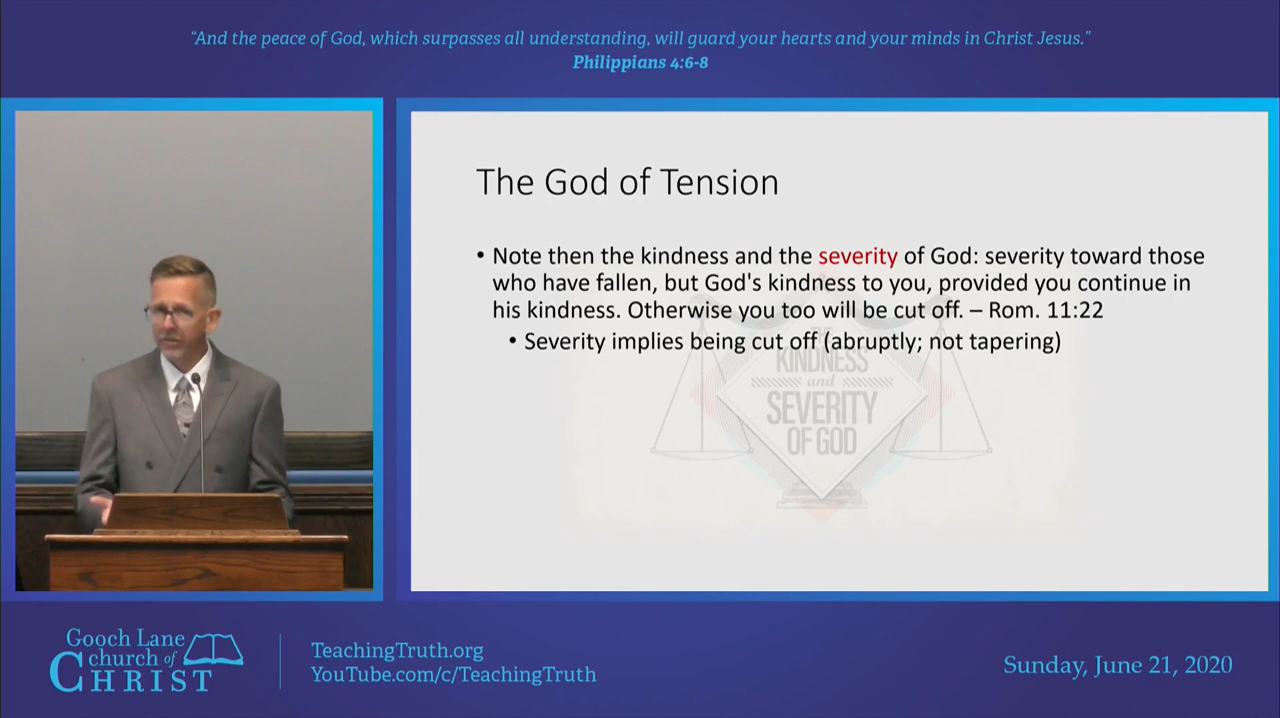 “And the peace of God, which surpasses all understanding, will guard your hearts and your minds in Christ Jesus.”
Philippians 4:6-8
The God of Tension
• Note then the kindness and the severity of God: severity toward those
who have fallen, but God's kindness to you, provided you continue in
his kindness. Otherwise you too will be cut off. – Rom. 11:22
• Severity implies being cut off (abruptly; not tapering)
THE
KINDNESS
and
SEVERITY
OF GOD
Gooch Lane
church of
CHRIST
TeachingTruth.org
YouTube.com/c/TeachingTruth
Sunday, June 21, 2020